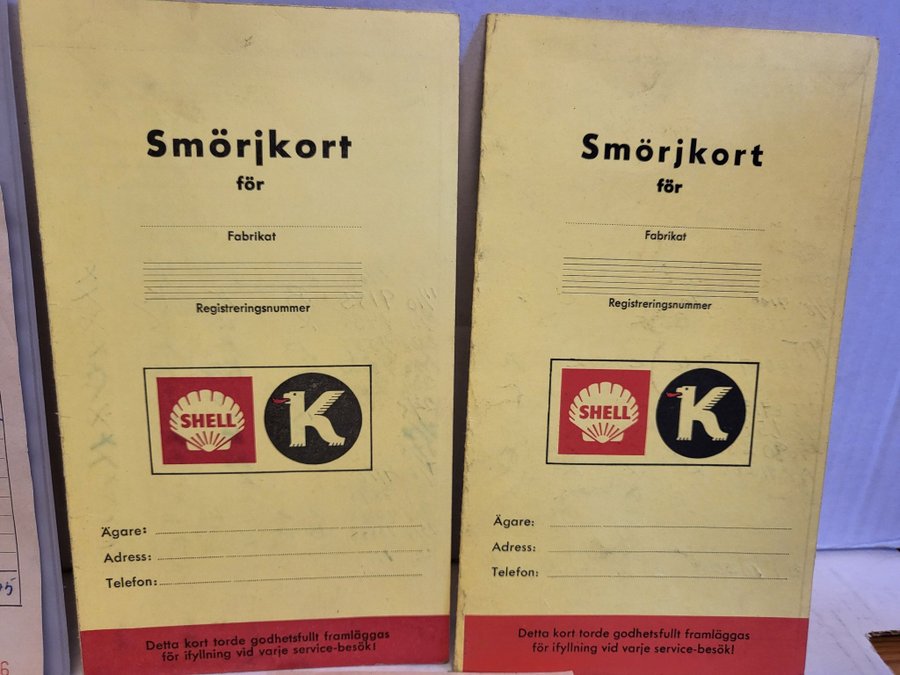 Smörjkort
för
Fabrikat
Registreringsnummer
SHELL
K
Ägare:
Adress:
Telefon:
Detta kort torde godhetsfullt framläggas
för ifyllning vid varje service-besök!
Smörjkort
för
Fabrikat
Registreringsnummer
SHELL
K
Ägare:
Adress:
Telefon:
Detta kort torde godhetsfullt framläggas
för ifyllning vid varje service-besök!